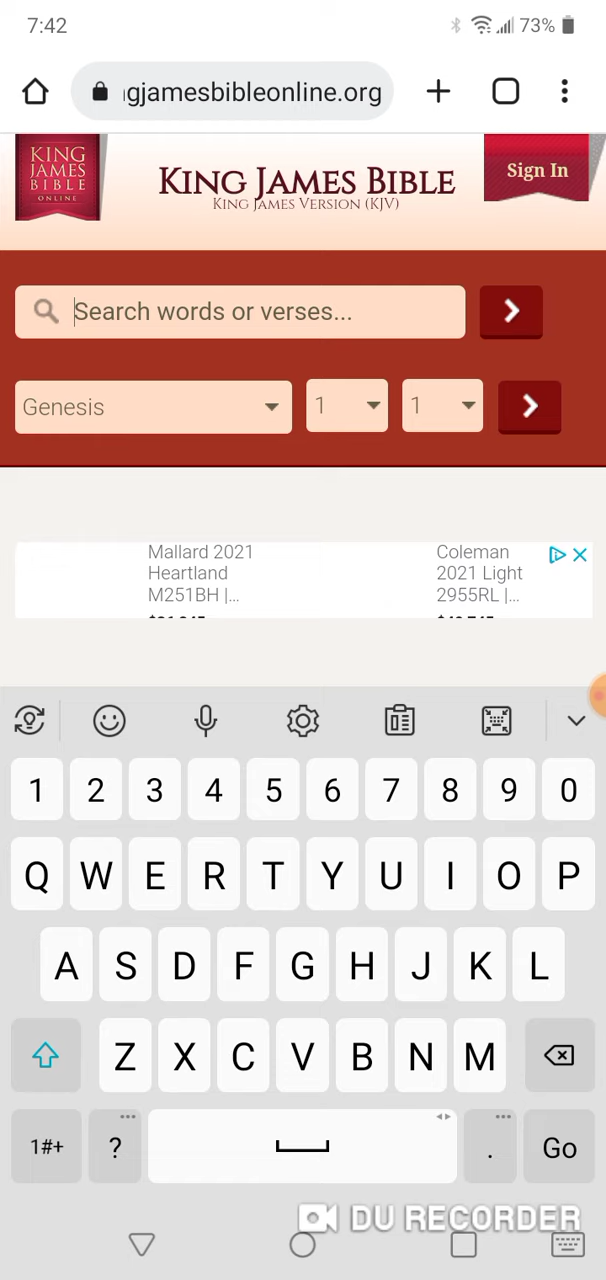 7:42
73%
ıgjamesbibleonline.org
KING
JAMES
BIBLE
ONLINE
KING JAMES BIBLE
KING JAMES VERSION (KJV)
Sign In
Search words or verses...
Genesis
1
1
Mallard 2021
Heartland
M251BH |...
Coleman
2021 Light
2955RL |...
1 2 3 4 5 6 7 8 9 0
Q W E R T Y U I O P
A S D F G H J K L
Z X C V B N M
1#+ ? . Go
DU RECORDER